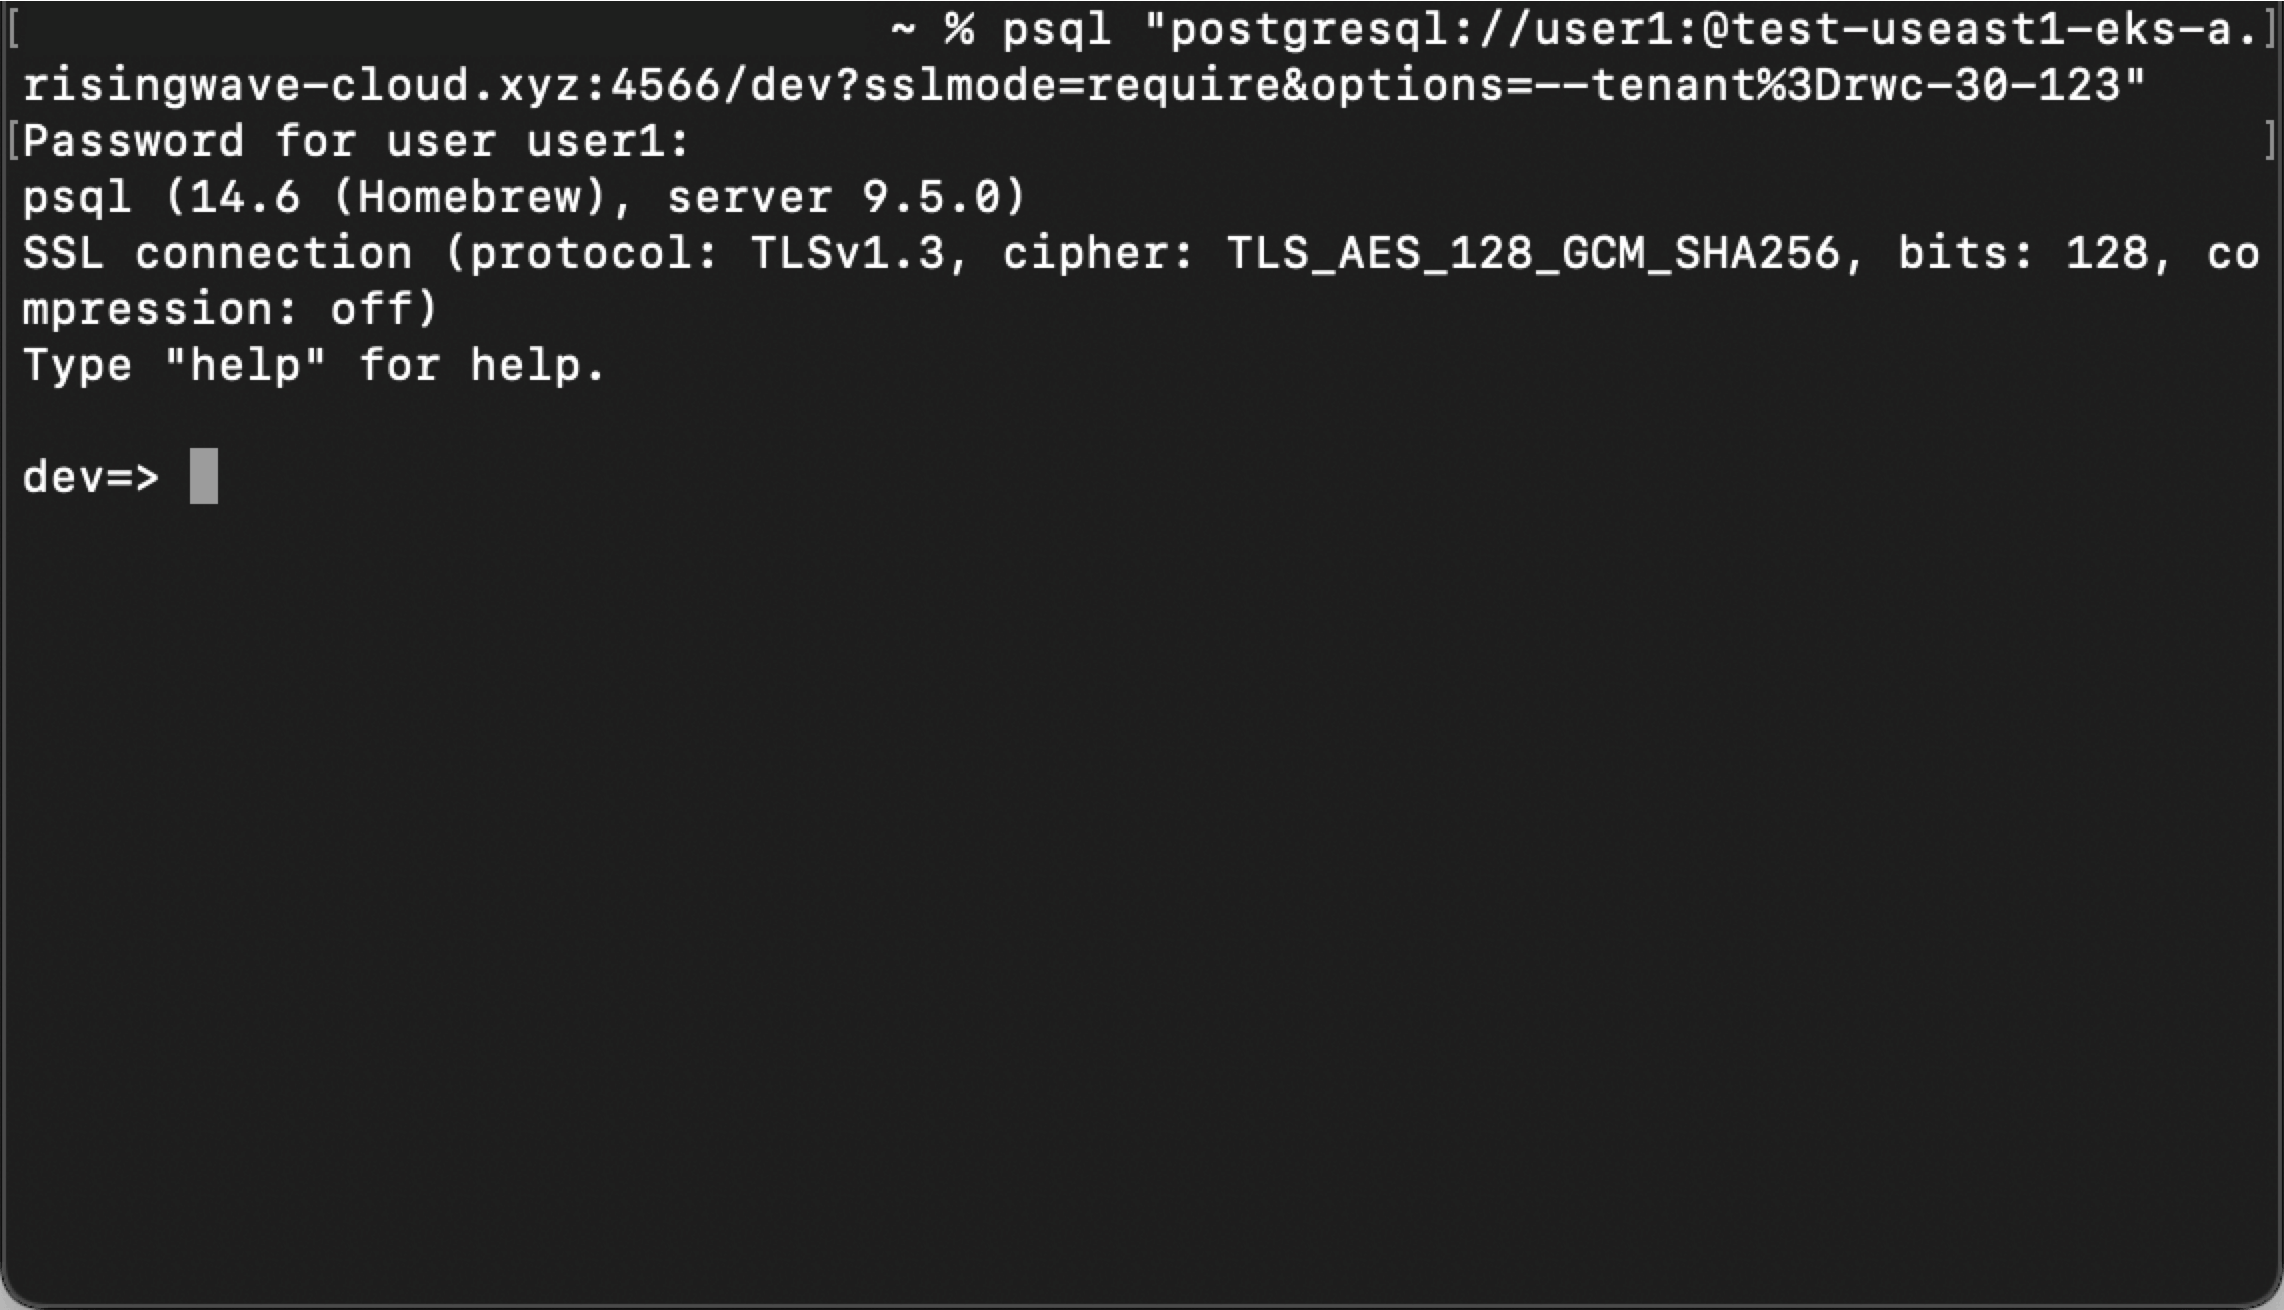 [ ~ % psql "postgresql://user1:@test-useast1-eks-a.]
risingwave-cloud.xyz:4566/dev?sslmode=require&options=--tenant%3Drwc-30-123"
[Password for user user1: ]
psql (14.6 (Homebrew), server 9.5.0)
SSL connection (protocol: TLSv1.3, cipher: TLS_AES_128_GCM_SHA256, bits: 128, co
mpression: off)
Type "help" for help.
dev=>